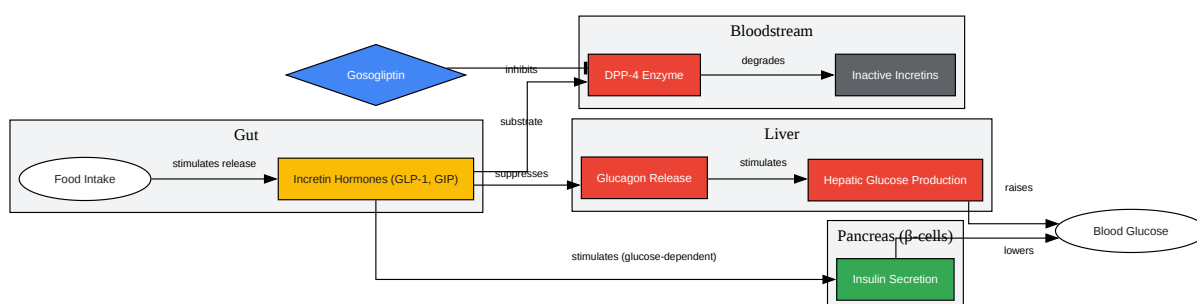 Bloodstream
Gosogliptin
inhibits
DPP-4 Enzyme
degrades
Inactive Incretins
substrate
Gut
Food Intake
stimulates release
Incretin Hormones (GLP-1, GIP)
suppresses
Liver
Glucagon Release
stimulates
Hepatic Glucose Production
raises
Blood Glucose
lowers
Pancreas (β-cells)
stimulates (glucose-dependent)
Insulin Secretion